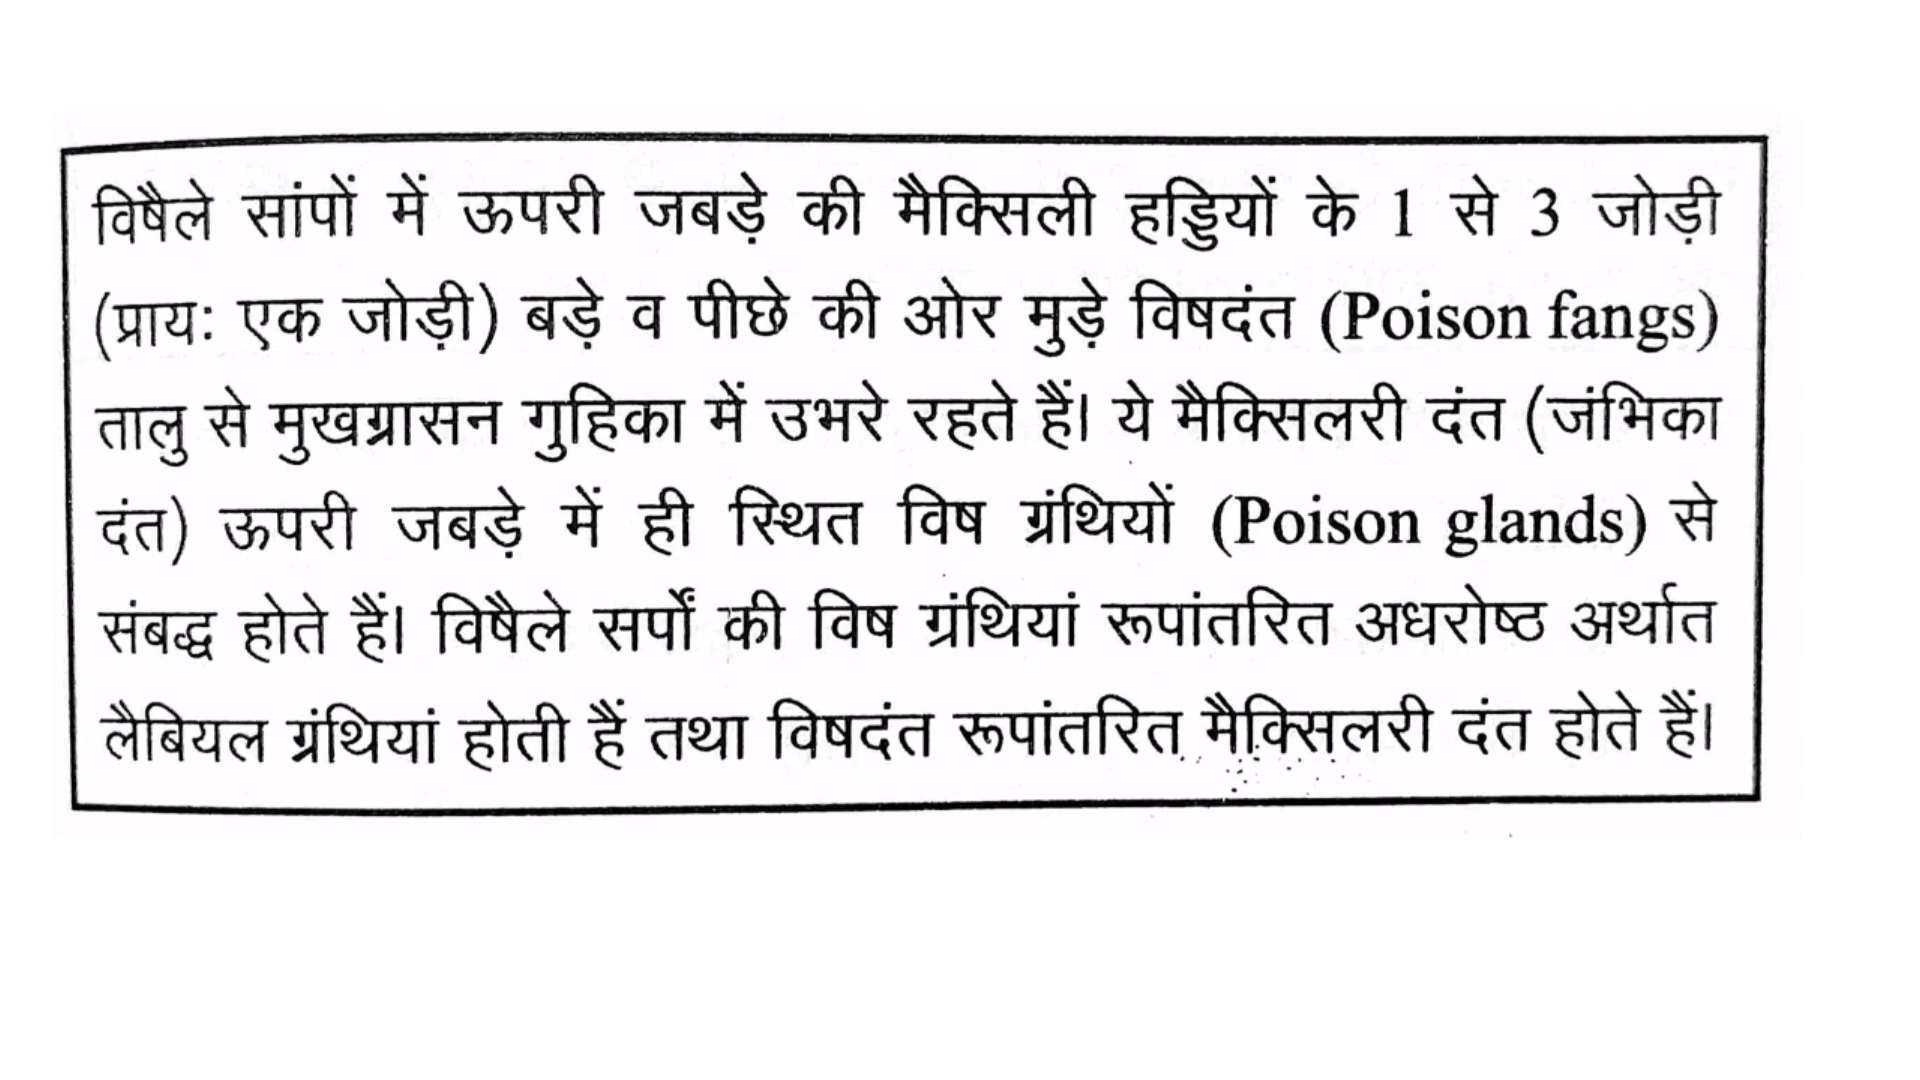 विषैले सांपों में ऊपरी जबड़े की मैक्सिली हड्डियों के 1 से 3 जोड़ी
(प्राय: एक जोड़ी) बड़े व पीछे की ओर मुड़े विषदंत (Poison fangs)
तालु से मुखग्रासन गुहिका में उभरे रहते हैं। ये मैक्सिलरी दंत (जंभिका
दंत) ऊपरी जबड़े में ही स्थित विष ग्रंथियों (Poison glands) से
संबद्ध होते हैं। विषैले सर्पों की विष ग्रंथियां रूपांतरित अधरोष्ठ अर्थात
लैबियल ग्रंथियां होती हैं तथा विषदंत रूपांतरित मैक्सिलरी दंत होते हैं।